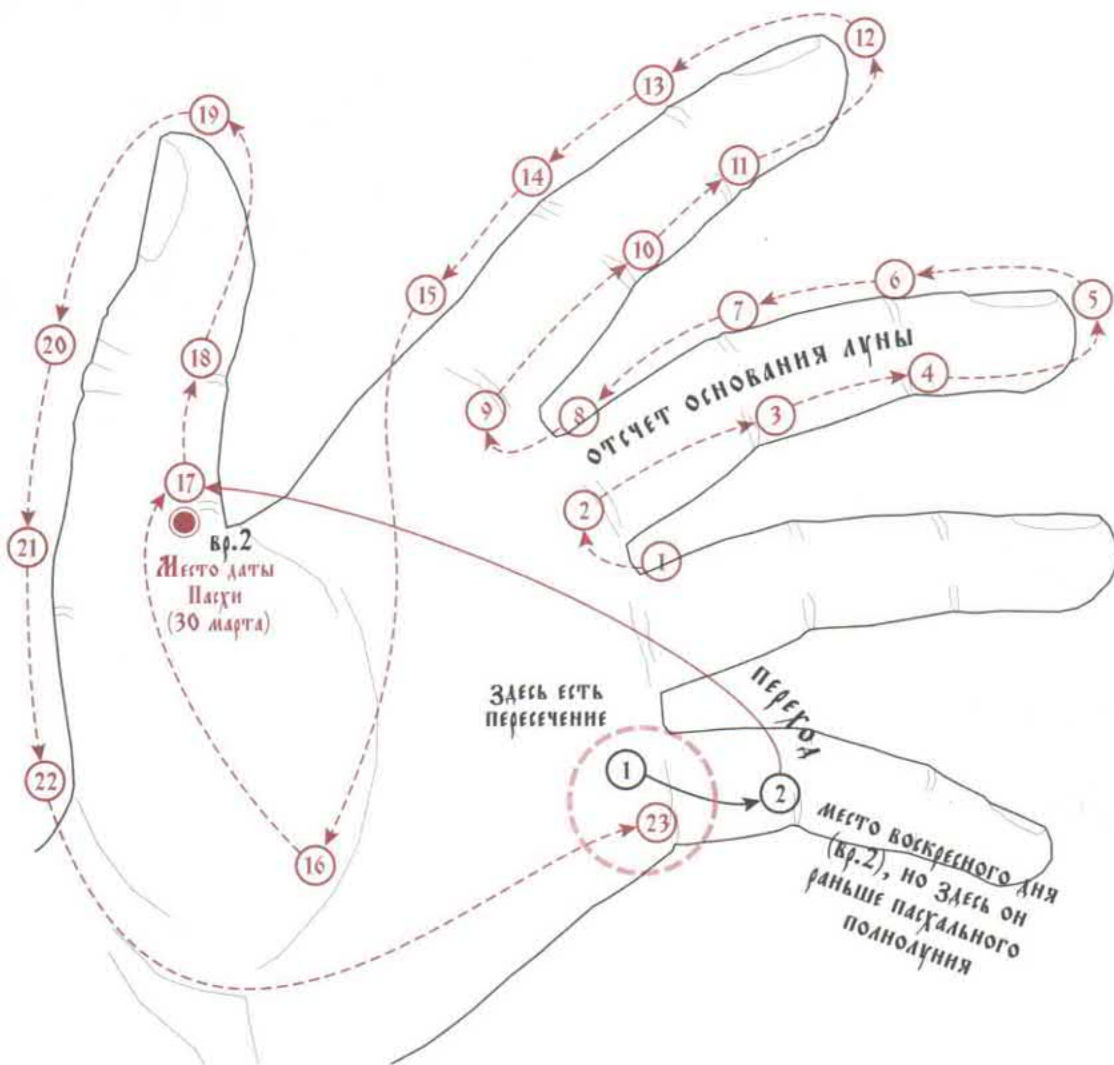 12
13
19
11
14
10
15
6
5
7
20
18
4
9
8
3
ОТСЧЕТ ОСНОВАНИЯ ЛУНЫ
17
2
21
вр.2
1
Место даты
Пасхи
(30 марта)
Здесь есть
пересечение
ПЕРЕХОД
1
2
22
23
16
место воскресного дня
(вр.2), но Здесь он
раньше пасхального
полнолуния